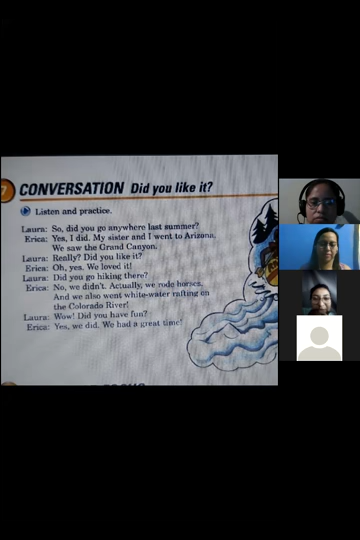 7 CONVERSATION Did you like it?
Listen and practice.
Laura: So, did you go anywhere last summer?
Erica: Yes, I did. My sister and I went to Arizona.
We saw the Grand Canyon.
Laura: Really? Did you like it?
Erica: Oh, yes. We loved it!
Laura: Did you go hiking there?
Erica: No, we didn't. Actually, we rode horses.
And we also went white-water rafting on
the Colorado River!
Laura: Wow! Did you have fun?
Erica: Yes, we did. We had a great time!